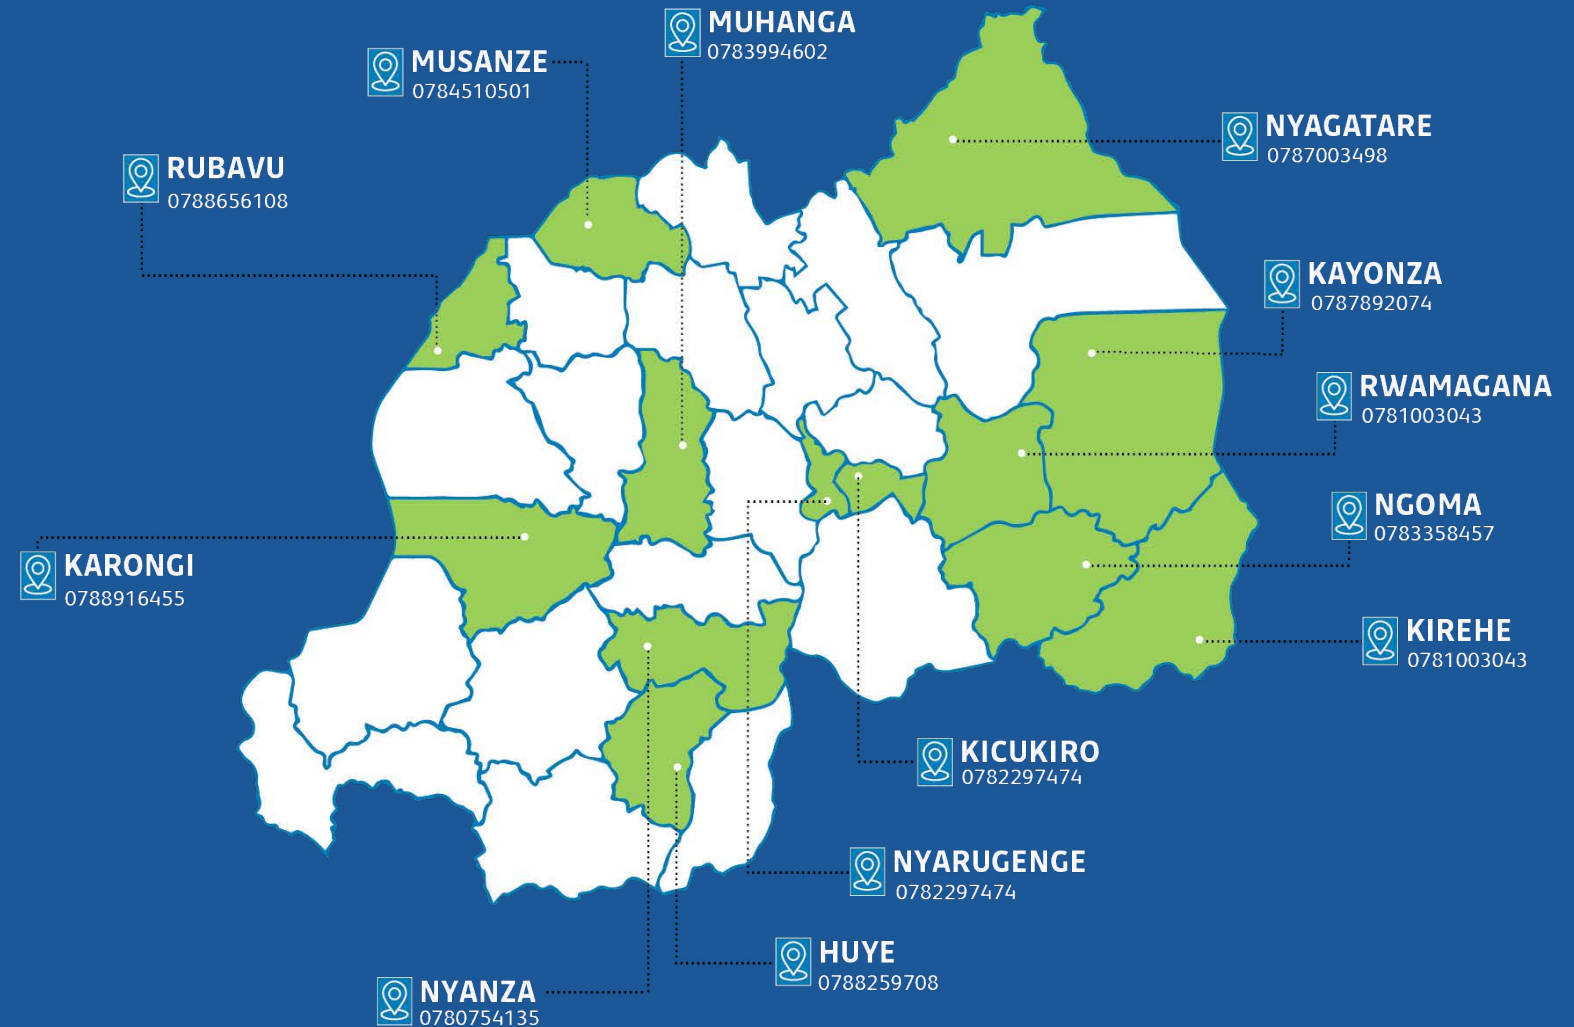 MUHANGA
0783994602
MUSANZE
0784510501
NYAGATARE
0787003498
RUBAVU
0788656108
KAYONZA
0787892074
RWAMAGANA
0781003043
NGOMA
0783358457
KARONGI
0788916455
KIREHE
0781003043
KICUKIRO
0782297474
NYARUGENGE
0782297474
HUYE
0788259708
NYANZA
0780754135